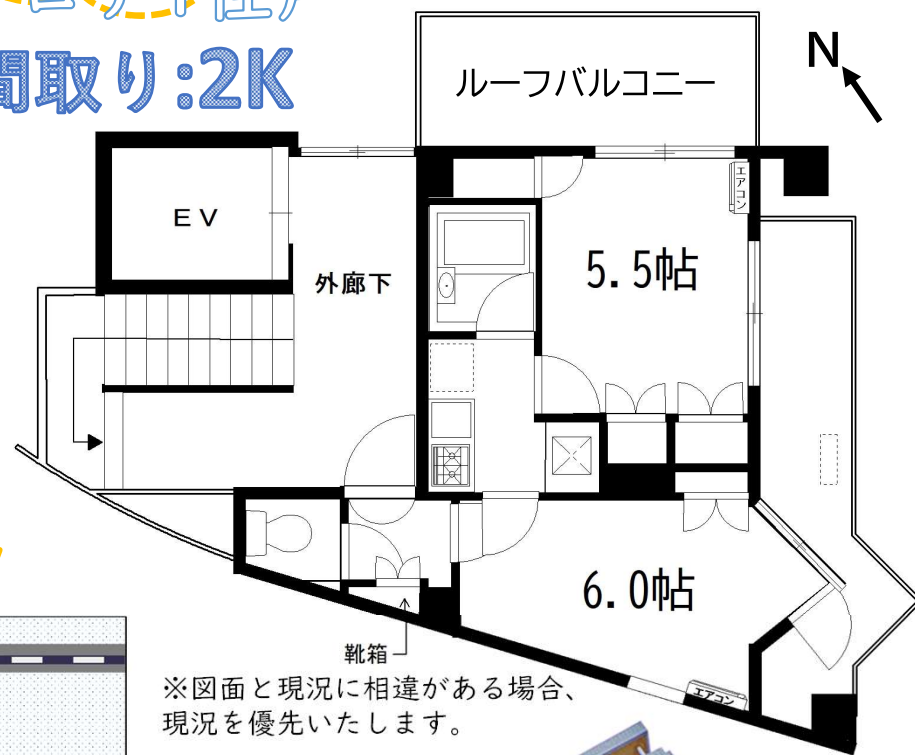 間取り:2K
ルーフバルコニー
N
EV
外廊下
エアコン
5.5帖
6.0帖
エアコン
靴箱
※図面と現況に相違がある場合、
現況を優先いたします。